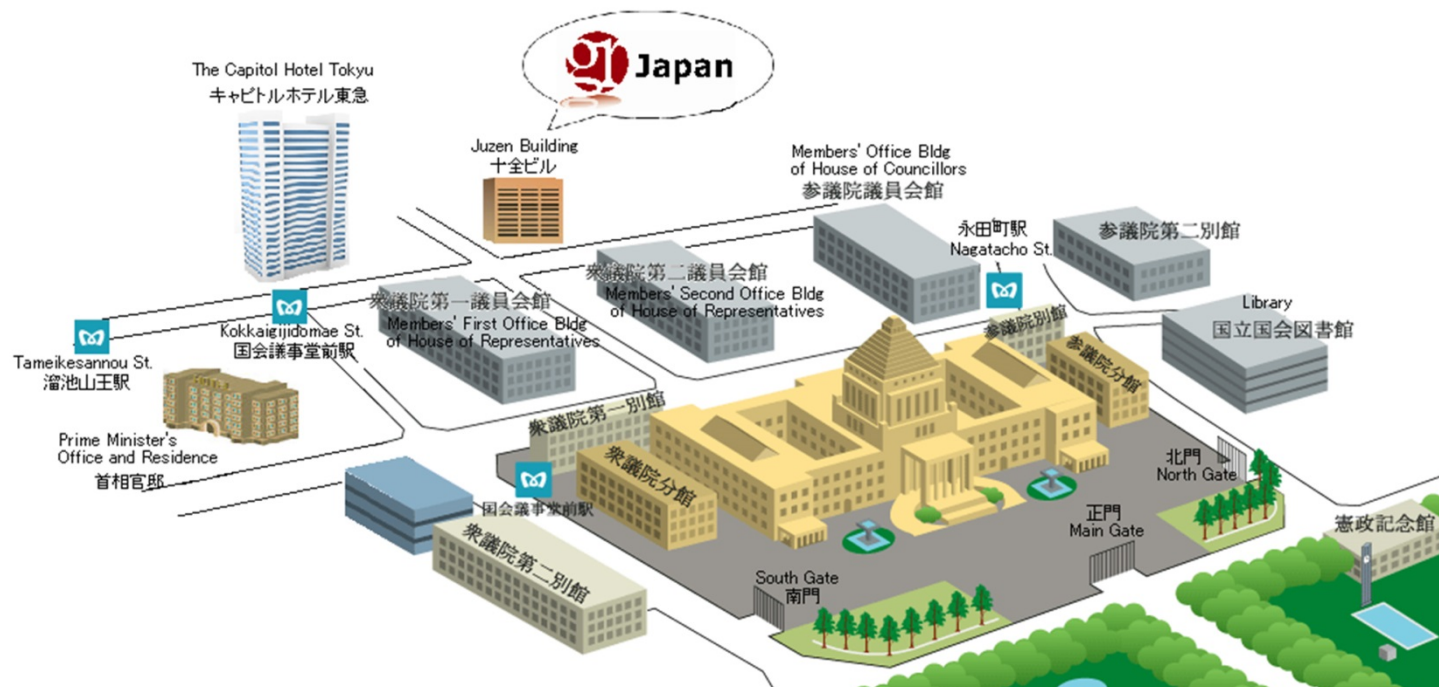 gr Japan
The Capitol Hotel Tokyu
キャピトルホテル東急
Juzen Building
十全ビル
Members' Office Bldg
of House of Councillors
参議院議員会館
永田町駅
Nagatacho St.
参議院第二別館
衆議院第二議員会館
Members' Second Office Bldg
of House of Representatives
衆議院第一議員会館
Members' First Office Bldg
of House of Representatives
Kokkaigijidomae St.
国会議事堂前駅
Tameikesannou St.
溜池山王駅
Library
国立国会図書館
参議院別館
参議院分館
Prime Minister's
Office and Residence
首相官邸
衆議院第一別館
衆議院分館
国会議事堂前駅
衆議院第二別館
北門
North Gate
正門
Main Gate
South Gate
南門
憲政記念館